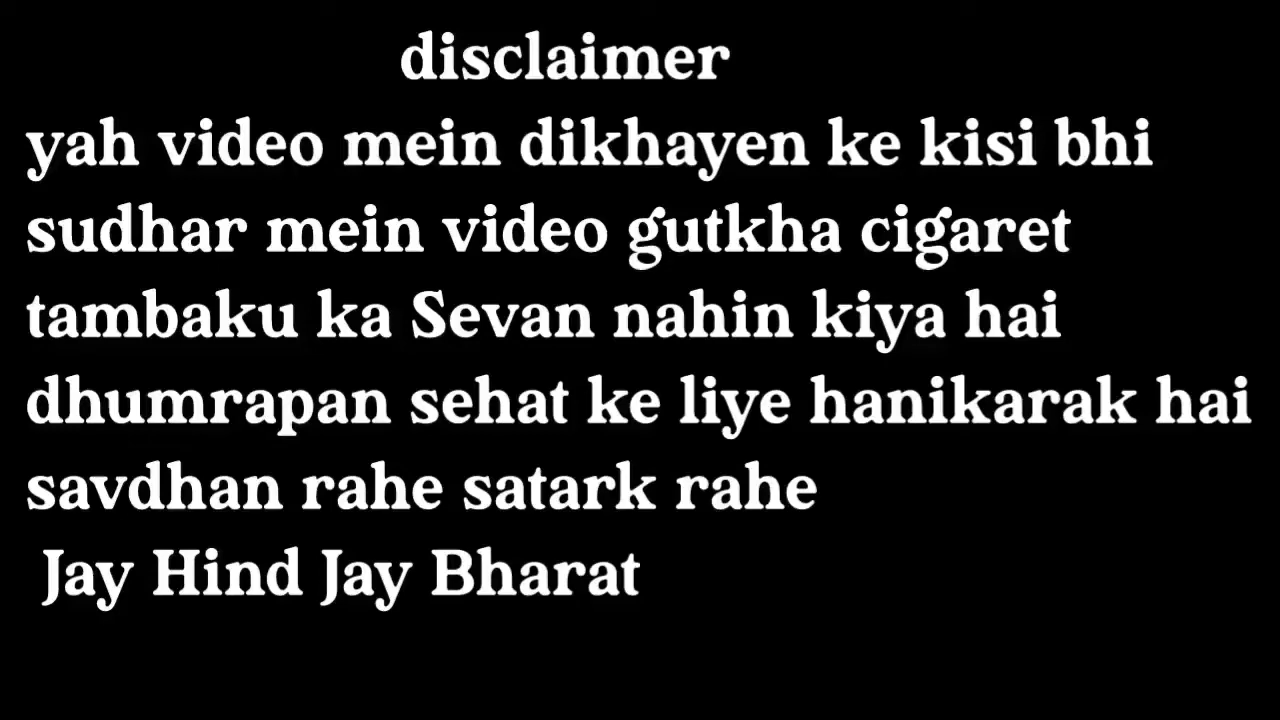 disclaimer
yah video mein dikhayen ke kisi bhi
sudhar mein video gutkha cigaret
tambaku ka Sevan nahin kiya hai
dhumrapan sehat ke liye hanikarak hai
savdhan rahe satark rahe
Jay Hind Jay Bharat